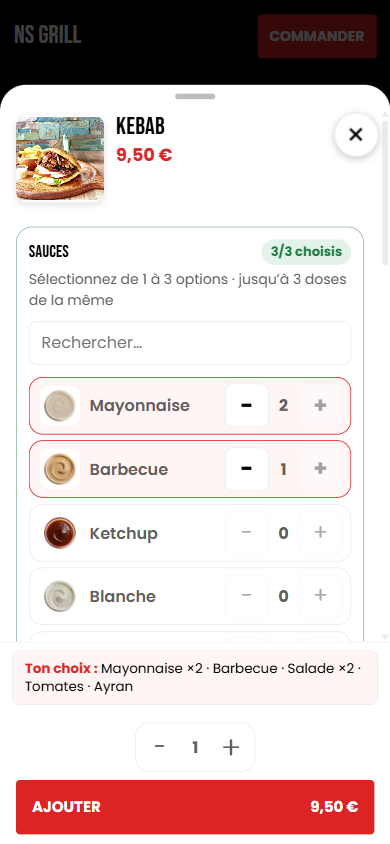 NS GRILL
COMMANDER
KEBAB
9,50 €
SAUCES
3/3 choisis
Sélectionnez de 1 à 3 options · jusqu’à 3 doses
de la même
Rechercher...
Mayonnaise
− 2 +
Barbecue
− 1 +
Ketchup
− 0 +
Blanche
− 0 +
Ton choix : Mayonnaise ×2 · Barbecue · Salade ×2 ·
Tomates · Ayran
− 1 +
AJOUTER
9,50 €